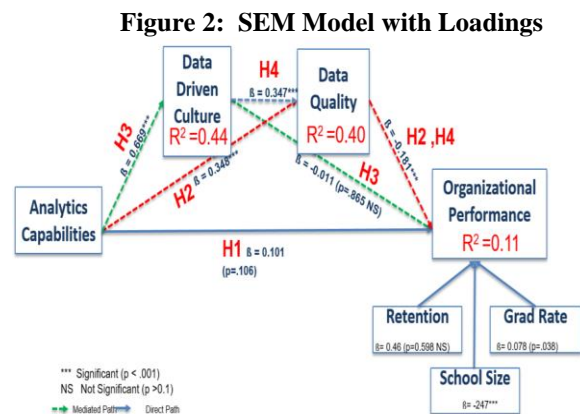 Figure 2: SEM Model with Loadings
Data
Driven
Culture
R²=0.44
H4
ß = 0.347***
Data
Quality
R²=0.40
H3
ß = 0.669***
H2
ß = 0.348***
ß = -0.181***
H2 ,H4
H3
ß = -0.011 (p=.865 NS)
Analytics
Capabilities
Organizational
Performance
R²=0.11
H1 ß = 0.101
(p=.106)
Retention
ß= 0.46 (p=0.598 NS)
Grad Rate
ß = 0.078 (p=.038)
School Size
ß = -247***
*** Significant (p < .001)
NS Not Significant (p >0.1)
Mediated Path
Direct Path